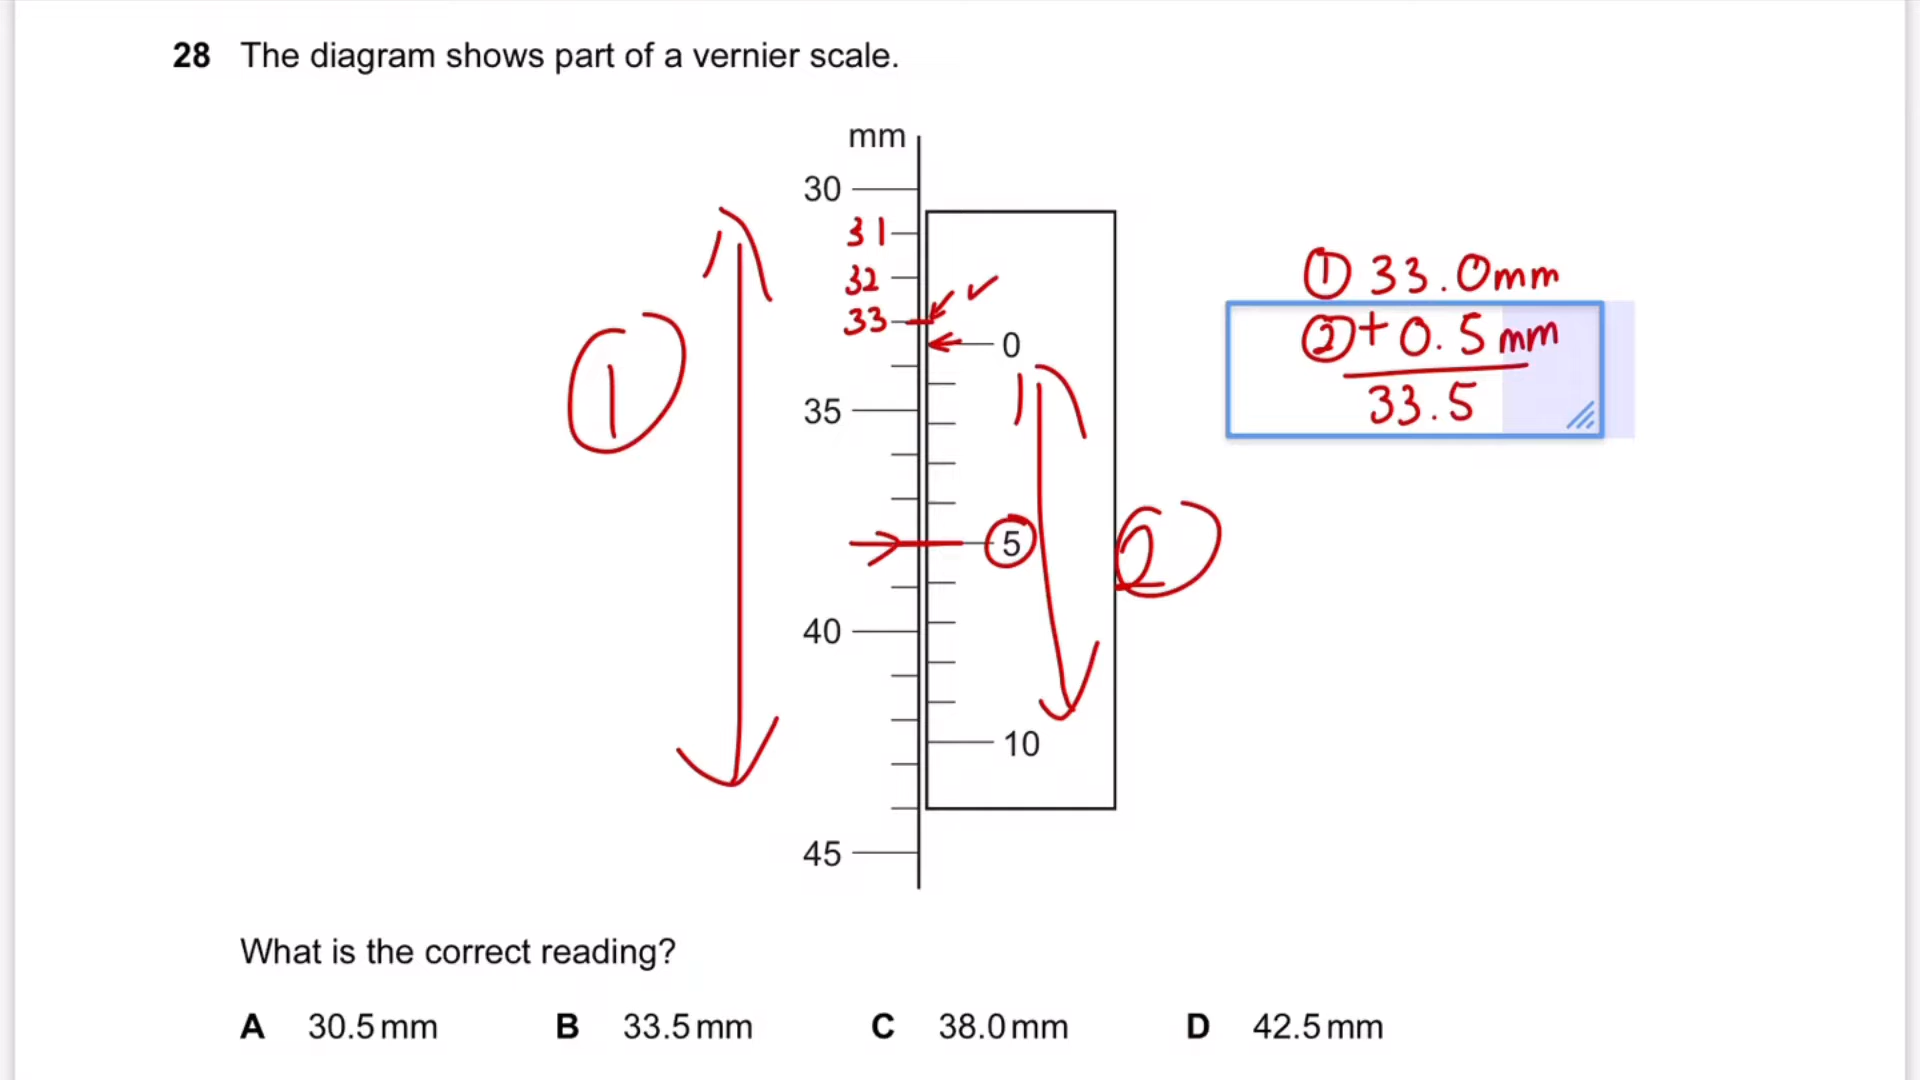 28 The diagram shows part of a vernier scale.
mm
30
31
32
33
0
35
5
40
10
45
1
2
① 33.0mm
② + 0.5 mm
33.5
What is the correct reading?
A 30.5 mm B 33.5 mm C 38.0 mm D 42.5 mm